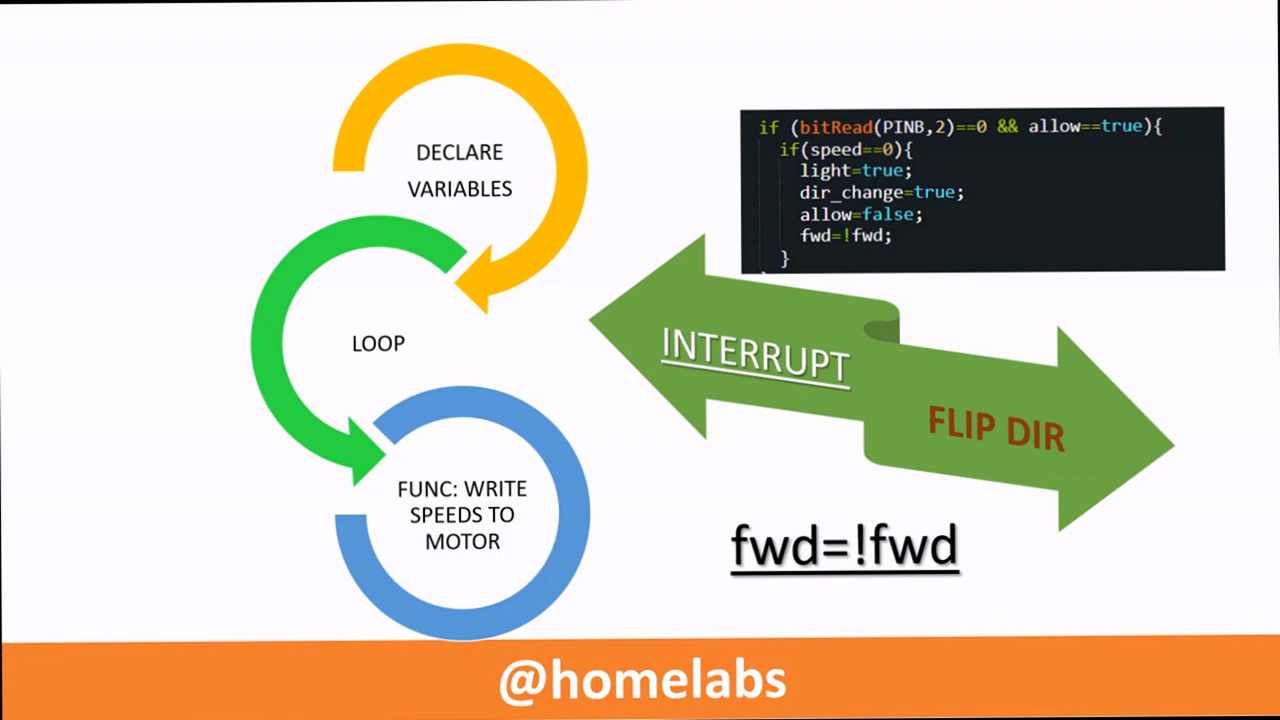 DECLARE
VARIABLES
LOOP
FUNC: WRITE
SPEEDS TO
MOTOR
if (bitRead(PINB,2)==0 && allow==true){
if(speed==0){
light=true;
dir_change=true;
allow=false;
fwd=!fwd;
}
INTERRUPT
FLIP DIR
fwd=!fwd
@homelabs